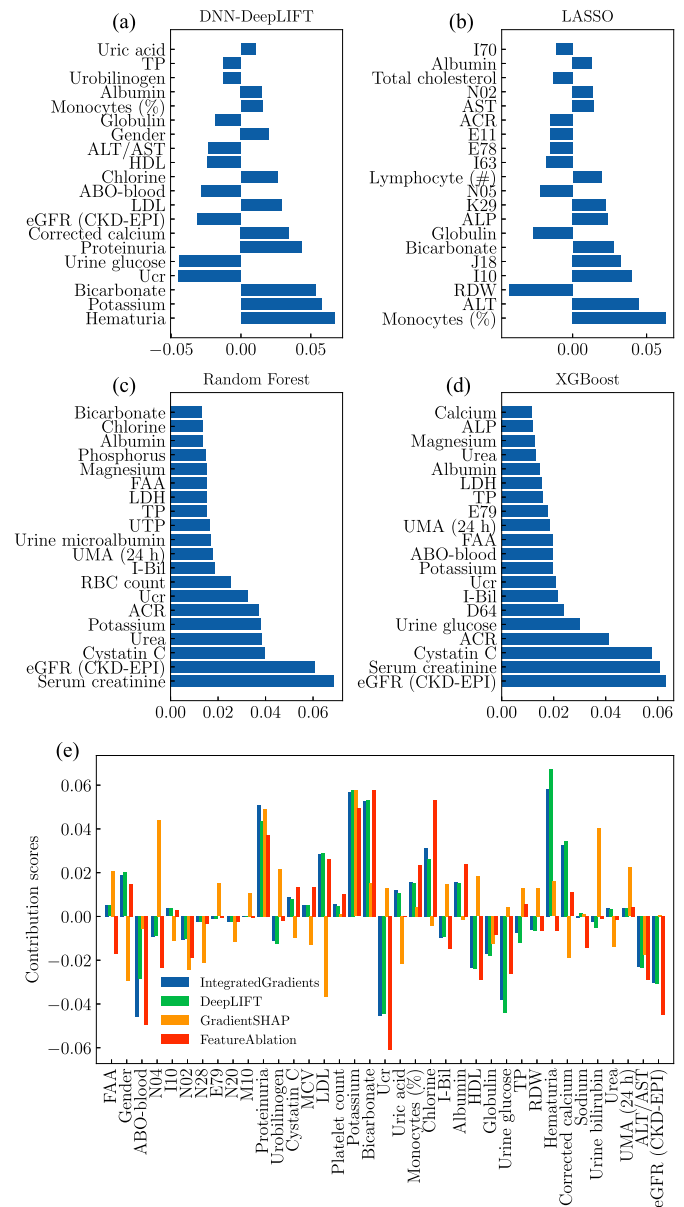 (a)
DNN-DeepLIFT
Uric acid
TP
Urobilinogen
Albumin
Monocytes (%)
Globulin
Gender
ALT/AST
HDL
Chlorine
ABO-blood
LDL
eGFR (CKD-EPI)
Corrected calcium
Proteinuria
Urine glucose
Ucr
Bicarbonate
Potassium
Hematuria
−0.05
0.00
0.05
(b)
LASSO
I70
Albumin
Total cholesterol
N02
AST
ACR
E11
E78
I63
Lymphocyte (#)
N05
K29
ALP
Globulin
Bicarbonate
J18
I10
RDW
ALT
Monocytes (%)
0.00
0.05
(c)
Random Forest
Bicarbonate
Chlorine
Albumin
Phosphorus
Magnesium
FAA
LDH
TP
UTP
Urine microalbumin
UMA (24 h)
I-Bil
RBC count
Ucr
ACR
Potassium
Urea
Cystatin C
eGFR (CKD-EPI)
Serum creatinine
0.00
0.02
0.04
0.06
(d)
XGBoost
Calcium
ALP
Magnesium
Urea
Albumin
LDH
TP
E79
UMA (24 h)
FAA
ABO-blood
Potassium
Ucr
I-Bil
D64
Urine glucose
ACR
Cystatin C
Serum creatinine
eGFR (CKD-EPI)
0.00
0.02
0.04
0.06
(e)
Contribution scores
0.06
0.04
0.02
0.00
−0.02
−0.04
−0.06
IntegratedGradients
DeepLIFT
GradientSHAP
FeatureAblation
FAA
Gender
ABO-blood
N04
I10
N02
N28
E79
N20
M10
Proteinuria
Urobilinogen
Cystatin C
MCV
LDL
Platelet count
Potassium
Bicarbonate
Ucr
Uric acid
Monocytes (%)
Chlorine
I-Bil
Albumin
HDL
Globulin
Urine glucose
TP
RDW
Hematuria
Corrected calcium
Sodium
Urine bilirubin
Urea
UMA (24 h)
ALT/AST
eGFR (CKD-EPI)